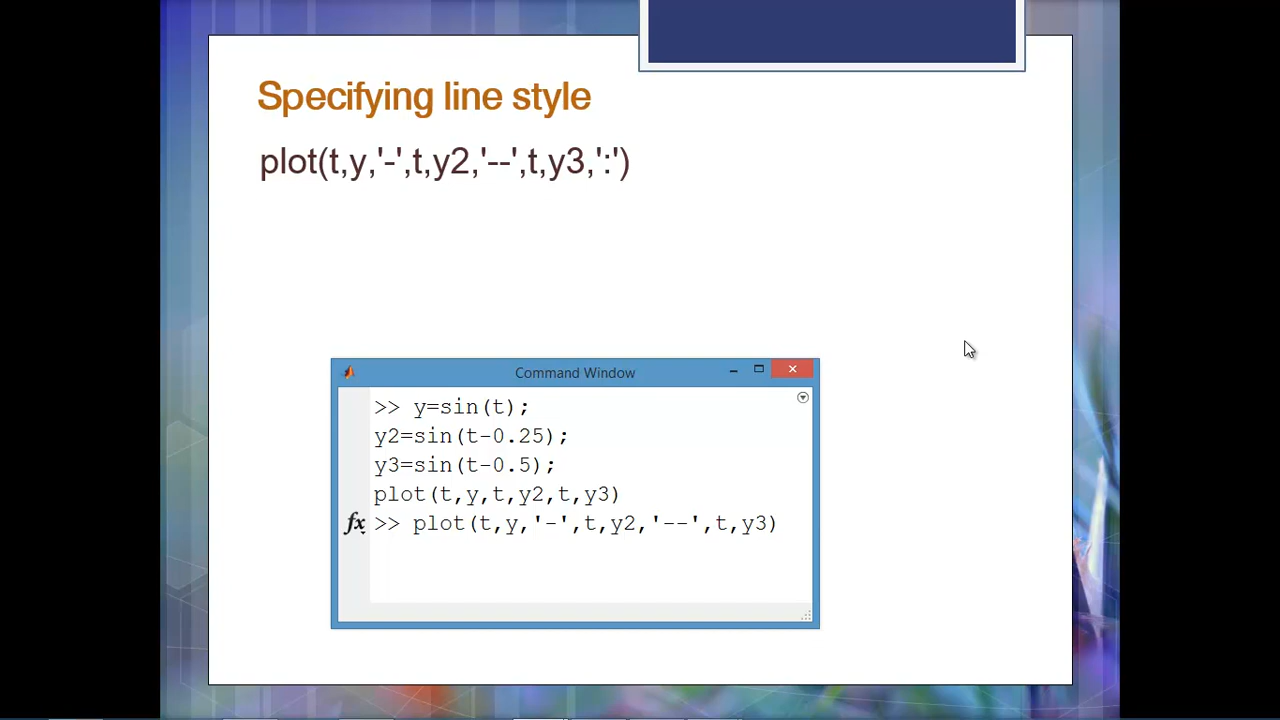 Specifying line style
plot(t,y,'-',t,y2,'--',t,y3,':')
Command Window
>> y=sin(t);
y2=sin(t-0.25);
y3=sin(t-0.5);
plot(t,y,t,y2,t,y3)
fx >> plot(t,y,'-',t,y2,'--',t,y3)